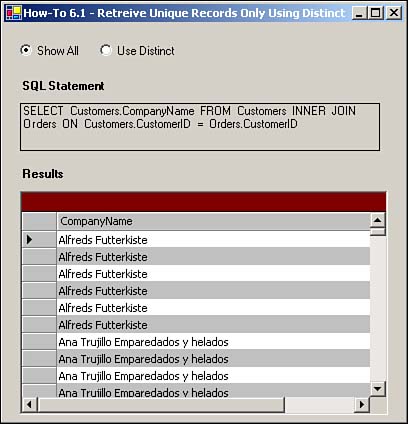 How-To 6.1 - Retreive Unique Records Only Using Distinct
Show All Use Distinct
SQL Statement
SELECT Customers.CompanyName FROM Customers INNER JOIN
Orders ON Customers.CustomerID = Orders.CustomerID
Results
CompanyName
Alfreds Futterkiste
Alfreds Futterkiste
Alfreds Futterkiste
Alfreds Futterkiste
Alfreds Futterkiste
Alfreds Futterkiste
Ana Trujillo Emparedados y helados
Ana Trujillo Emparedados y helados
Ana Trujillo Emparedados y helados
Ana Trujillo Emparedados y helados